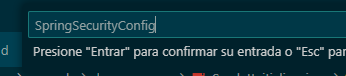 SpringSecurityConfig
d
Presione "Entrar" para confirmar su entrada o "Esc" par